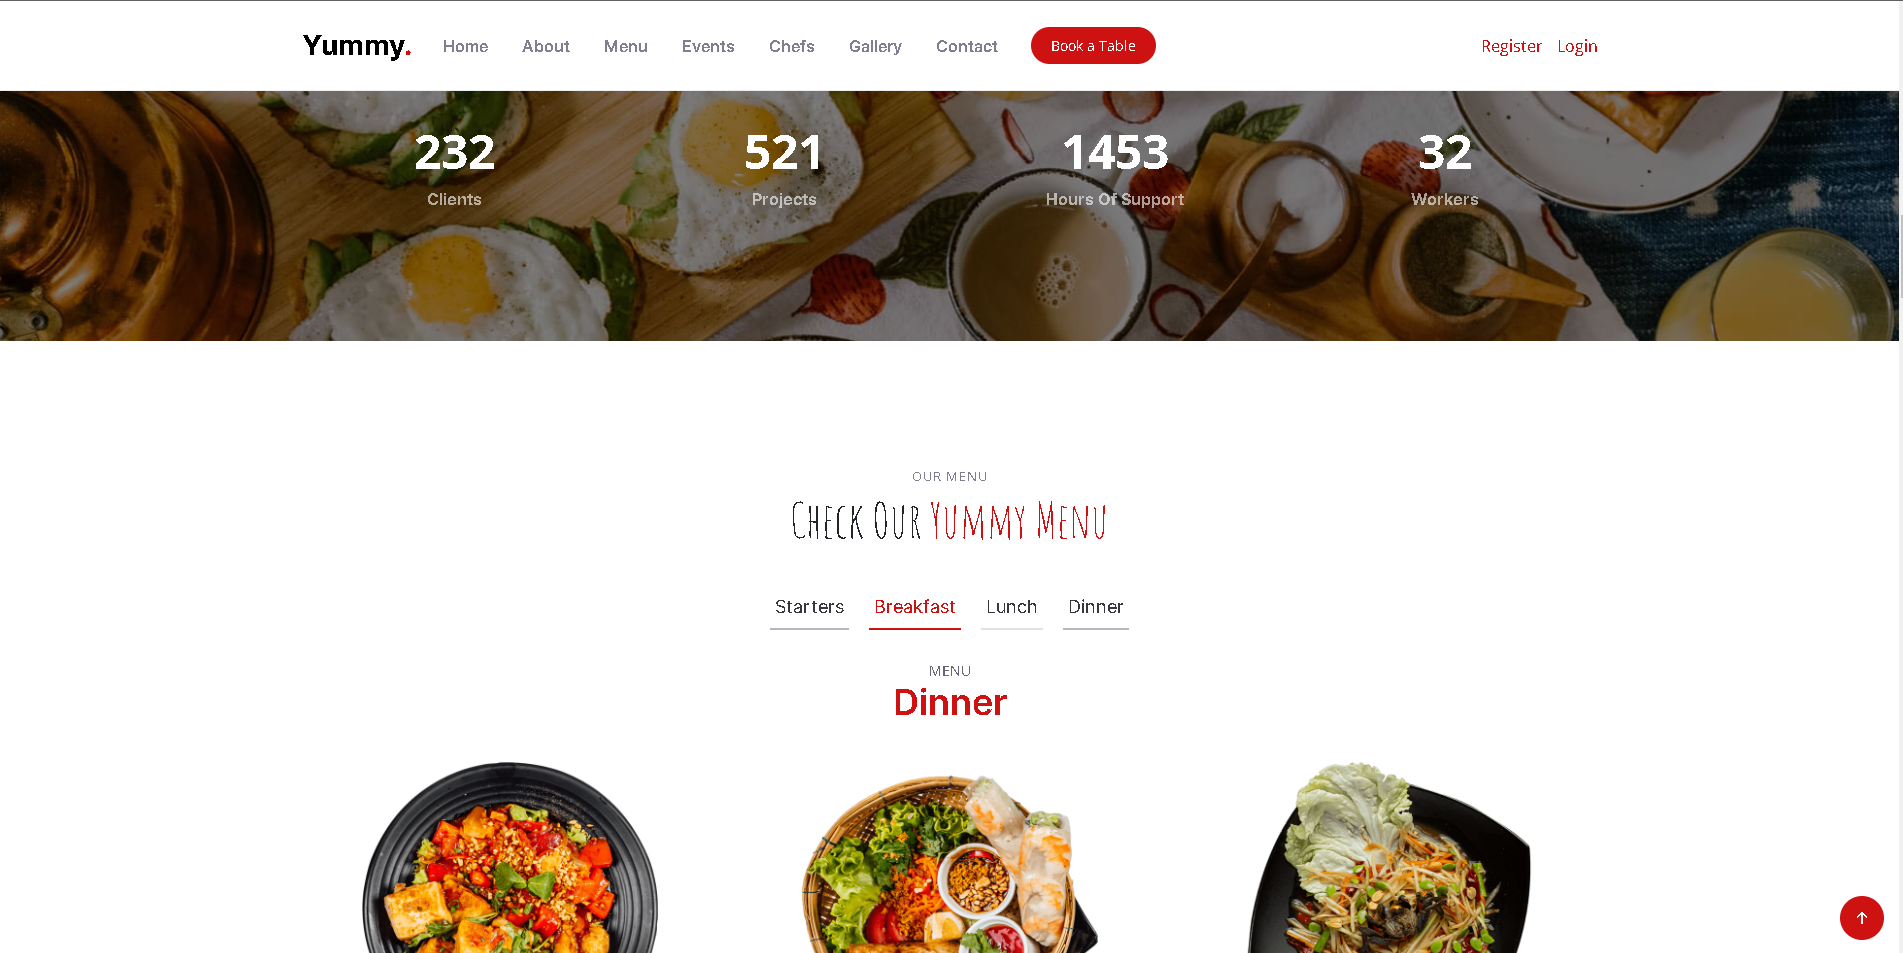 Yummy. Home About Menu Events Chefs Gallery Contact Book a Table Register Login
232 521 1453 32
Clients Projects Hours Of Support Workers
OUR MENU
Check Our Yummy Menu
Starters Breakfast Lunch Dinner
MENU
Dinner